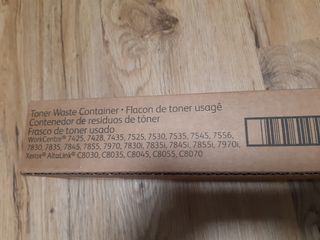 Toner Waste Container • Flacon de toner usagé
Contenedor de residuos de tóner
Frasco de toner usado
WorkCentre® 7425, 7428, 7435, 7525, 7530, 7535, 7545, 7556,
7830, 7835, 7845, 7855, 7970, 7830i, 7835i, 7845i, 7855i, 7970i,
Xerox® AltaLink® C8030, C8035, C8045, C8055, C8070